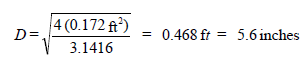 D = √(4 (0.172 ft²) / 3.1416) = 0.468 ft = 5.6 inches